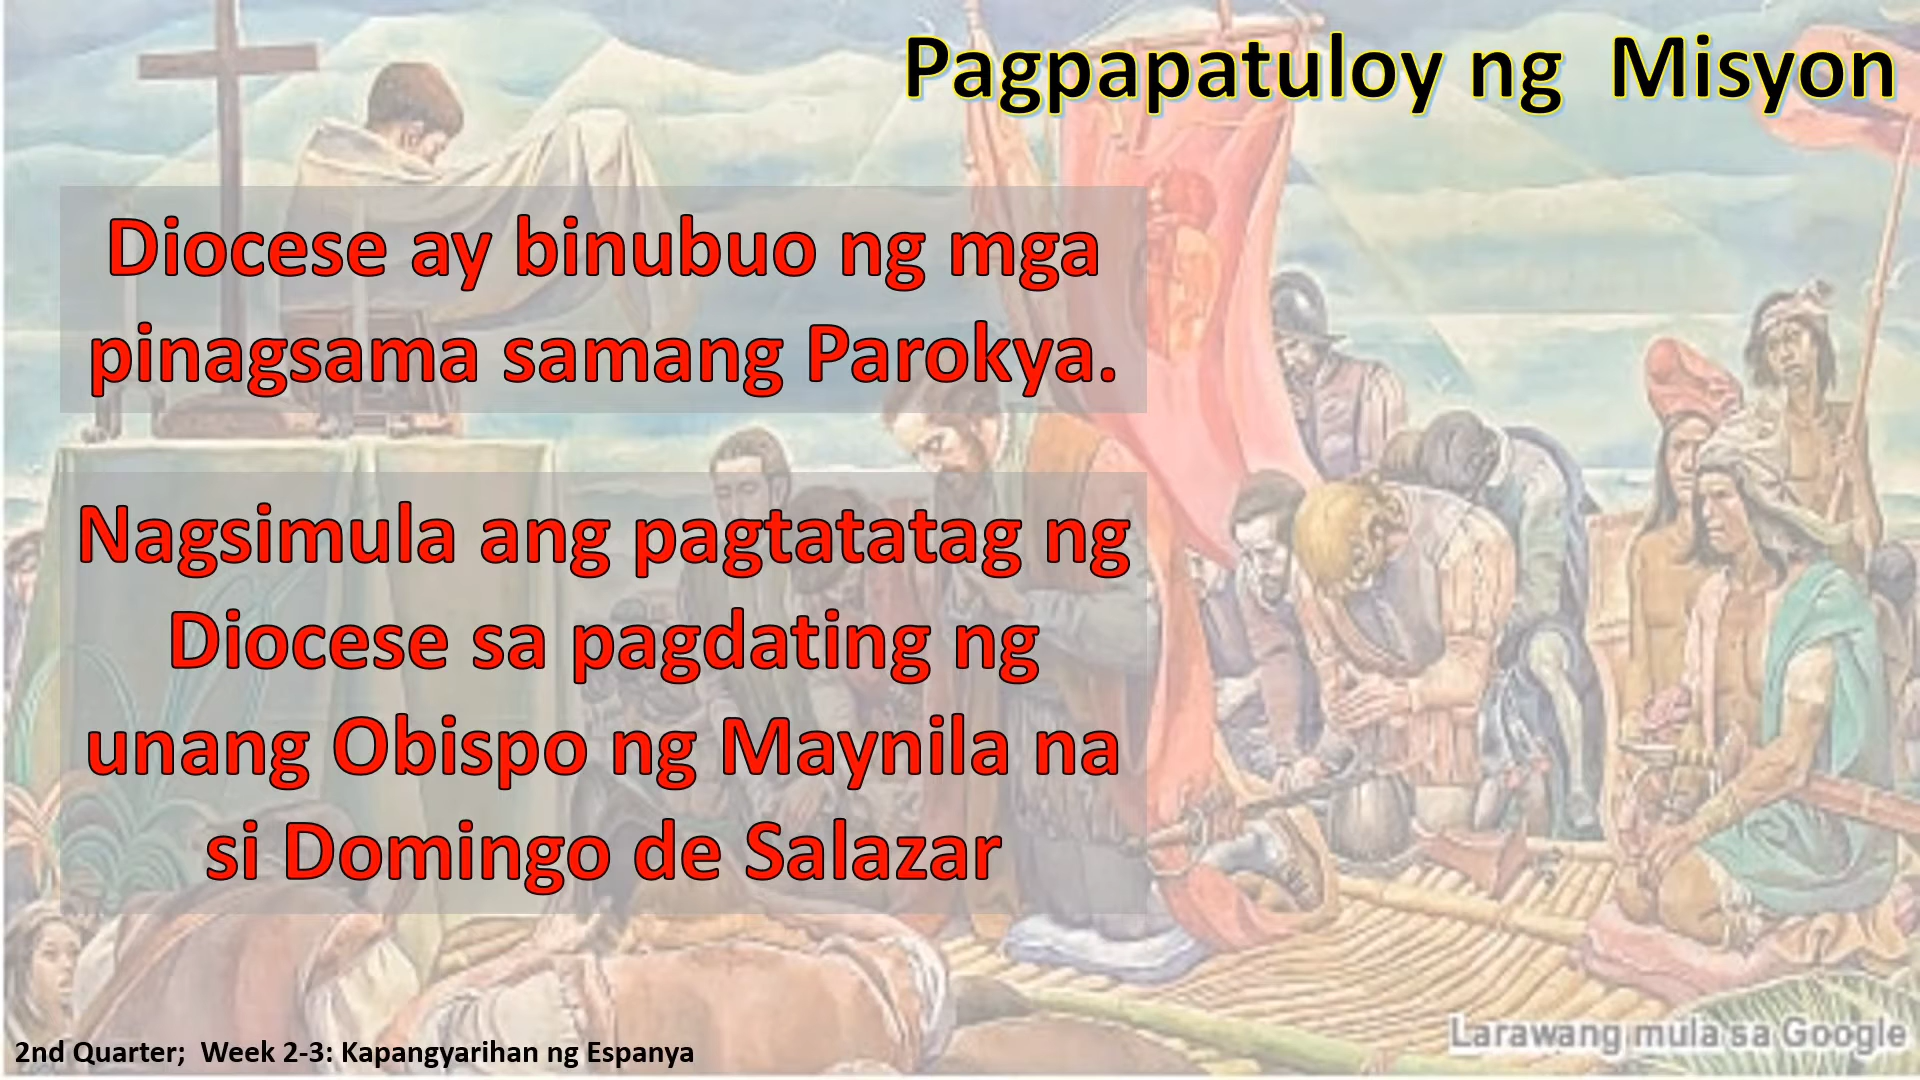 Pagpapatuloy ng  Misyon
Diocese ay binubuo ng mga
pinagsama samang Parokya.
Nagsimula ang pagtatatag ng
Diocese sa pagdating ng
unang Obispo ng Maynila na
si Domingo de Salazar
Larawang mula sa Google
2nd Quarter;  Week 2-3: Kapangyarihan ng Espanya